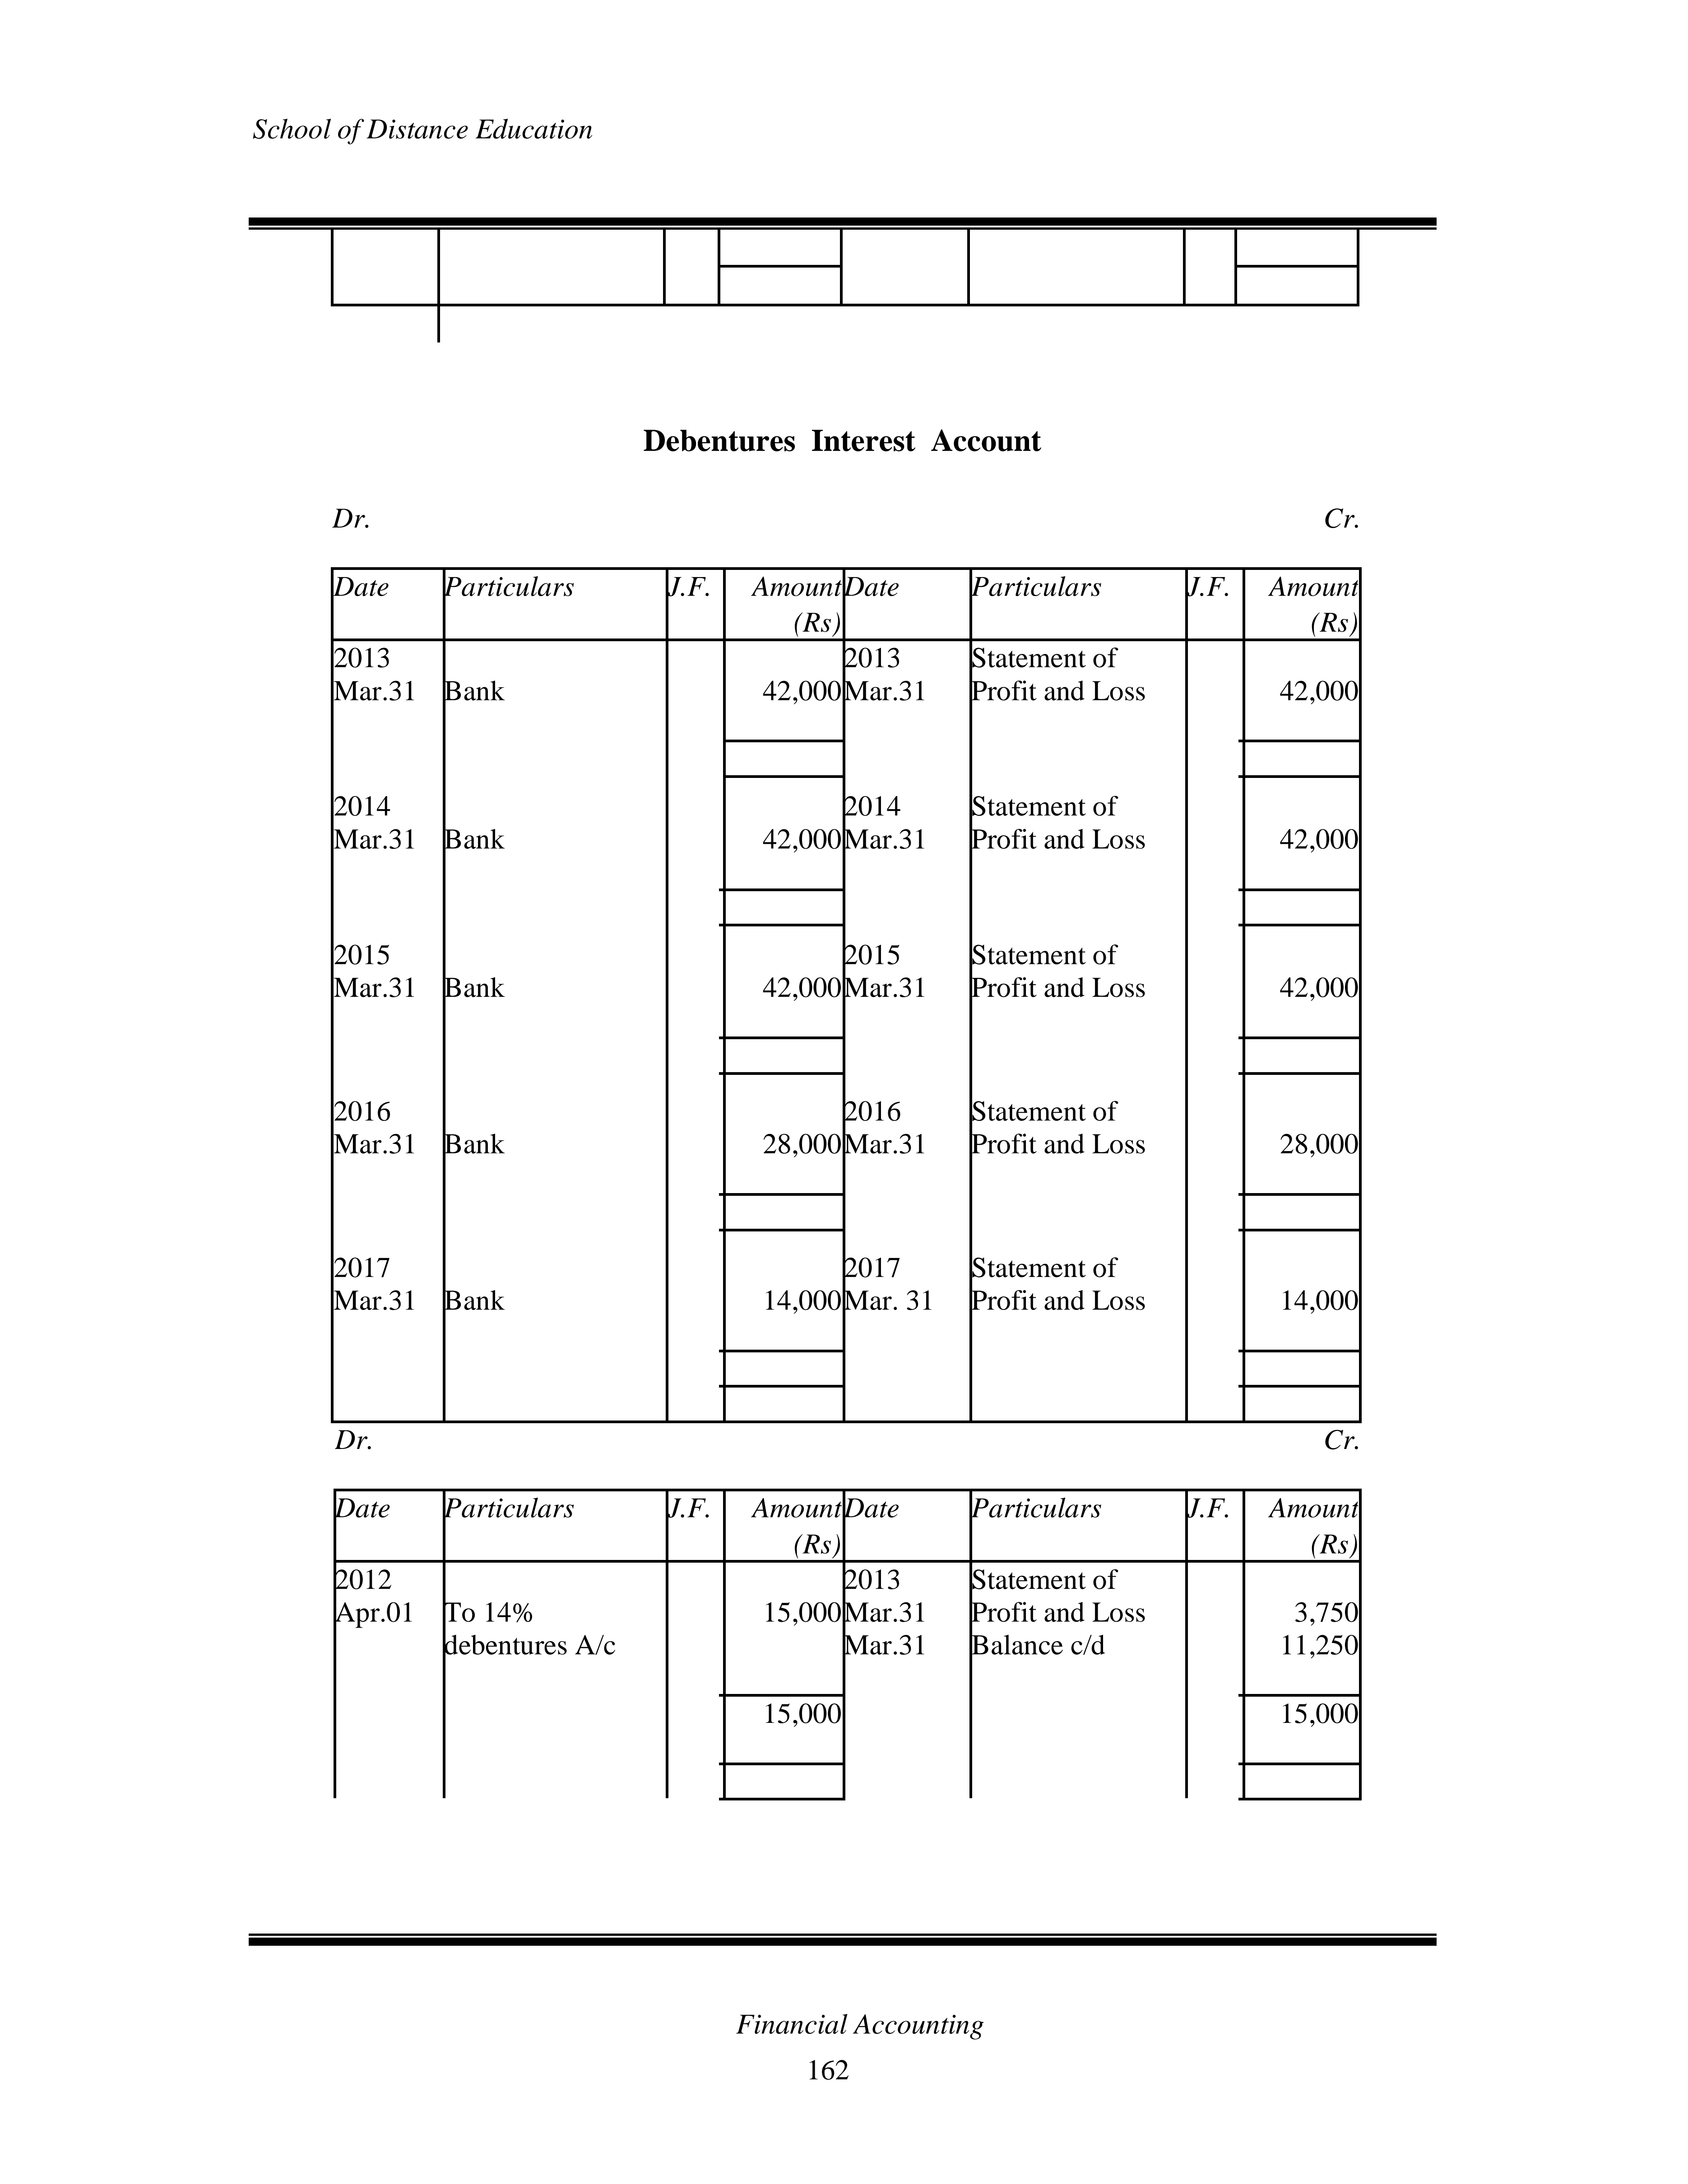 School of Distance Education
Debentures Interest Account
Dr. Cr.
Date Particulars J.F. Amount Date Particulars J.F. Amount
(Rs) (Rs)
2013 2013 Statement of
Mar.31 Bank 42,000 Mar.31 Profit and Loss 42,000
2014 2014 Statement of
Mar.31 Bank 42,000 Mar.31 Profit and Loss 42,000
2015 2015 Statement of
Mar.31 Bank 42,000 Mar.31 Profit and Loss 42,000
2016 2016 Statement of
Mar.31 Bank 28,000 Mar.31 Profit and Loss 28,000
2017 2017 Statement of
Mar.31 Bank 14,000 Mar. 31 Profit and Loss 14,000
Dr. Cr.
Date Particulars J.F. Amount Date Particulars J.F. Amount
(Rs) (Rs)
2012 2013 Statement of
Apr.01 To 14% 15,000 Mar.31 Profit and Loss 3,750
debentures A/c Mar.31 Balance c/d 11,250
15,000 15,000
Financial Accounting
162